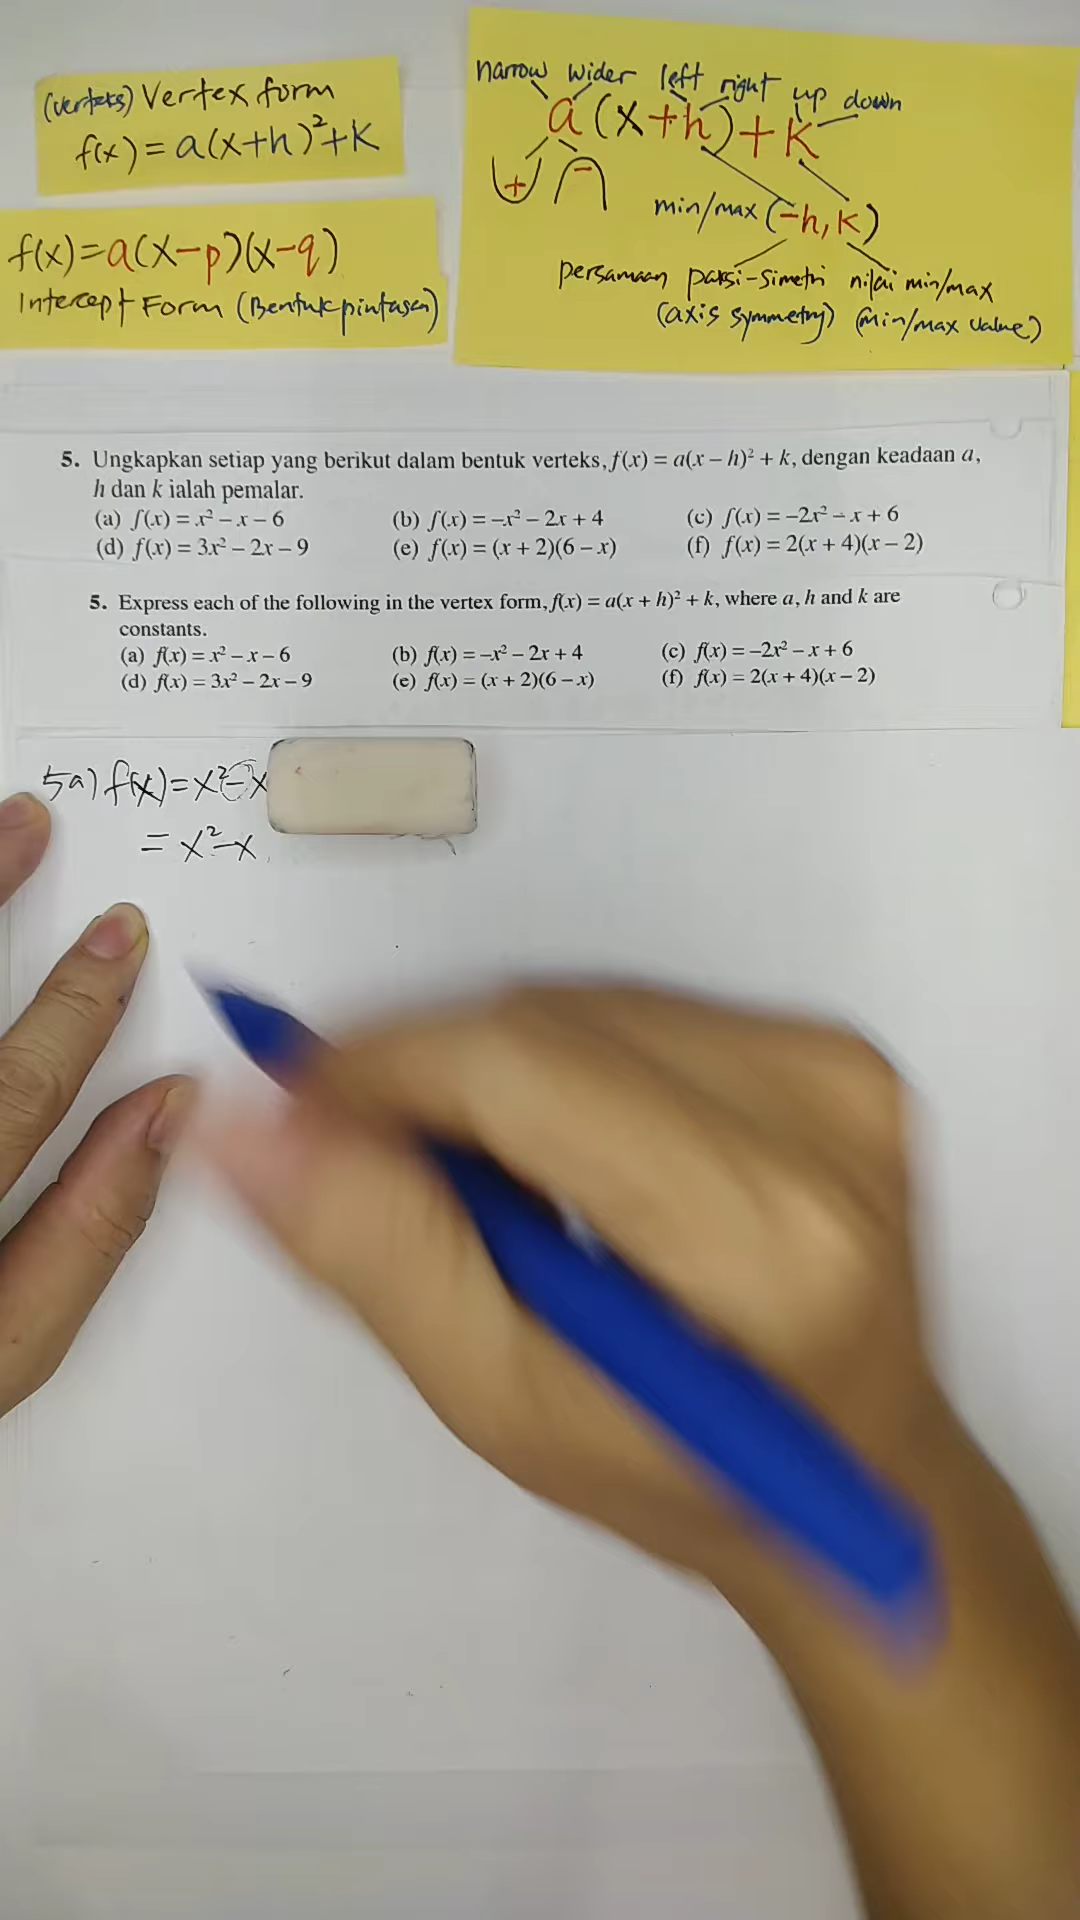 (verteks) Vertex form
f(x) = a(x+h)²+k
f(x)=a(x-p)(x-q)
Intercept Form (Bentuk pintasan)
narrow wider left right up down
a(x+h)+k
+ -
min/max (-h, k)
persamaan paksi-simetri nilai min/max
(axis symmetry) (min/max value)
5. Ungkapkan setiap yang berikut dalam bentuk verteks, f(x) = a(x – h)² + k, dengan keadaan a,
h dan k ialah pemalar.
(a) f(x) = x² – x – 6 (b) f(x) = –x² – 2x + 4 (c) f(x) = –2x² – x + 6
(d) f(x) = 3x² – 2x – 9 (e) f(x) = (x + 2)(6 – x) (f) f(x) = 2(x + 4)(x – 2)
5. Express each of the following in the vertex form, f(x) = a(x + h)² + k, where a, h and k are
constants.
(a) f(x) = x² – x – 6 (b) f(x) = –x² – 2x + 4 (c) f(x) = –2x² – x + 6
(d) f(x) = 3x² – 2x – 9 (e) f(x) = (x + 2)(6 – x) (f) f(x) = 2(x + 4)(x – 2)
5a) f(x) = x² - x
= x² - x